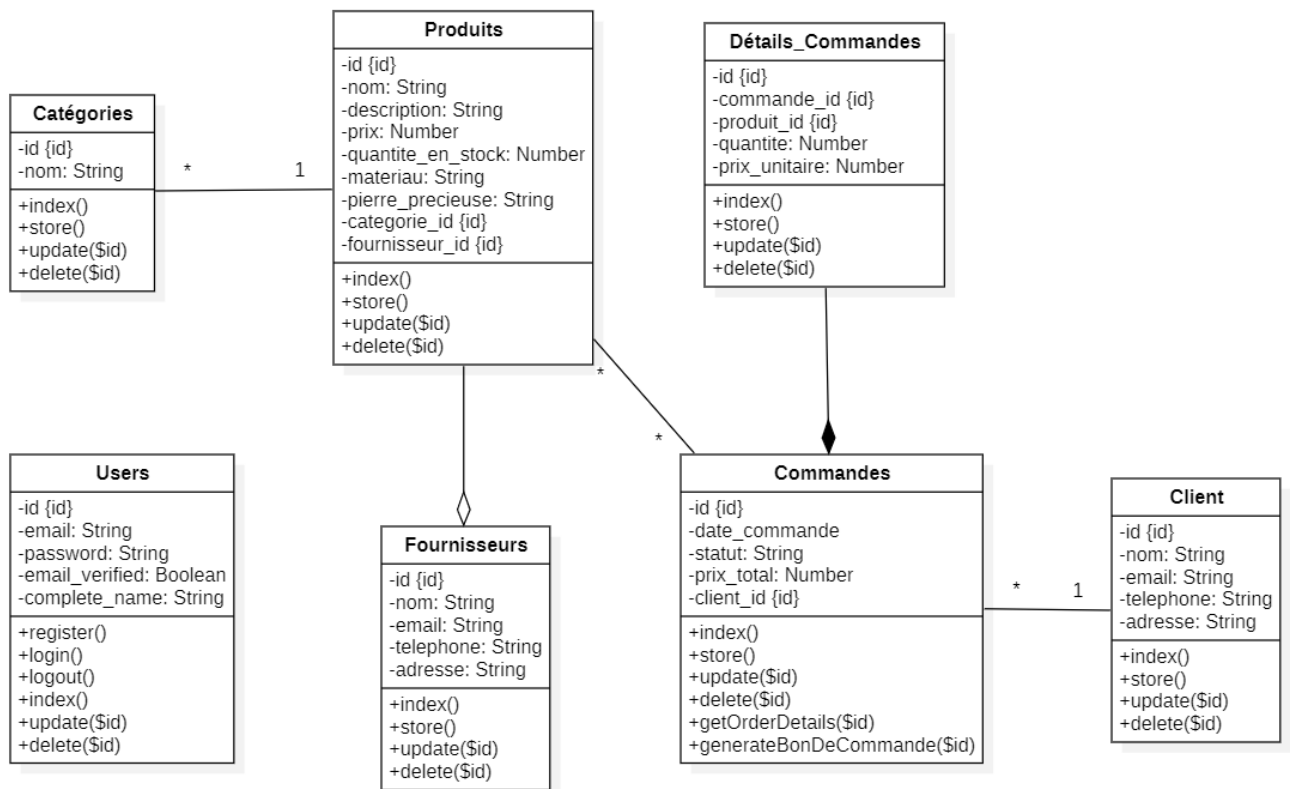 Catégories
-id {id}
-nom: String
+index()
+store()
+update($id)
+delete($id)
*
1
Produits
-id {id}
-nom: String
-description: String
-prix: Number
-quantite_en_stock: Number
-materiau: String
-pierre_precieuse: String
-categorie_id {id}
-fournisseur_id {id}
+index()
+store()
+update($id)
+delete($id)
*
*
Détails_Commandes
-id {id}
-commande_id {id}
-produit_id {id}
-quantite: Number
-prix_unitaire: Number
+index()
+store()
+update($id)
+delete($id)
Users
-id {id}
-email: String
-password: String
-email_verified: Boolean
-complete_name: String
+register()
+login()
+logout()
+index()
+update($id)
+delete($id)
Fournisseurs
-id {id}
-nom: String
-email: String
-telephone: String
-adresse: String
+index()
+store()
+update($id)
+delete($id)
Commandes
-id {id}
-date_commande
-statut: String
-prix_total: Number
-client_id {id}
+index()
+store()
+update($id)
+delete($id)
+getOrderDetails($id)
+generateBonDeCommande($id)
*
1
Client
-id {id}
-nom: String
-email: String
-telephone: String
-adresse: String
+index()
+store()
+update($id)
+delete($id)